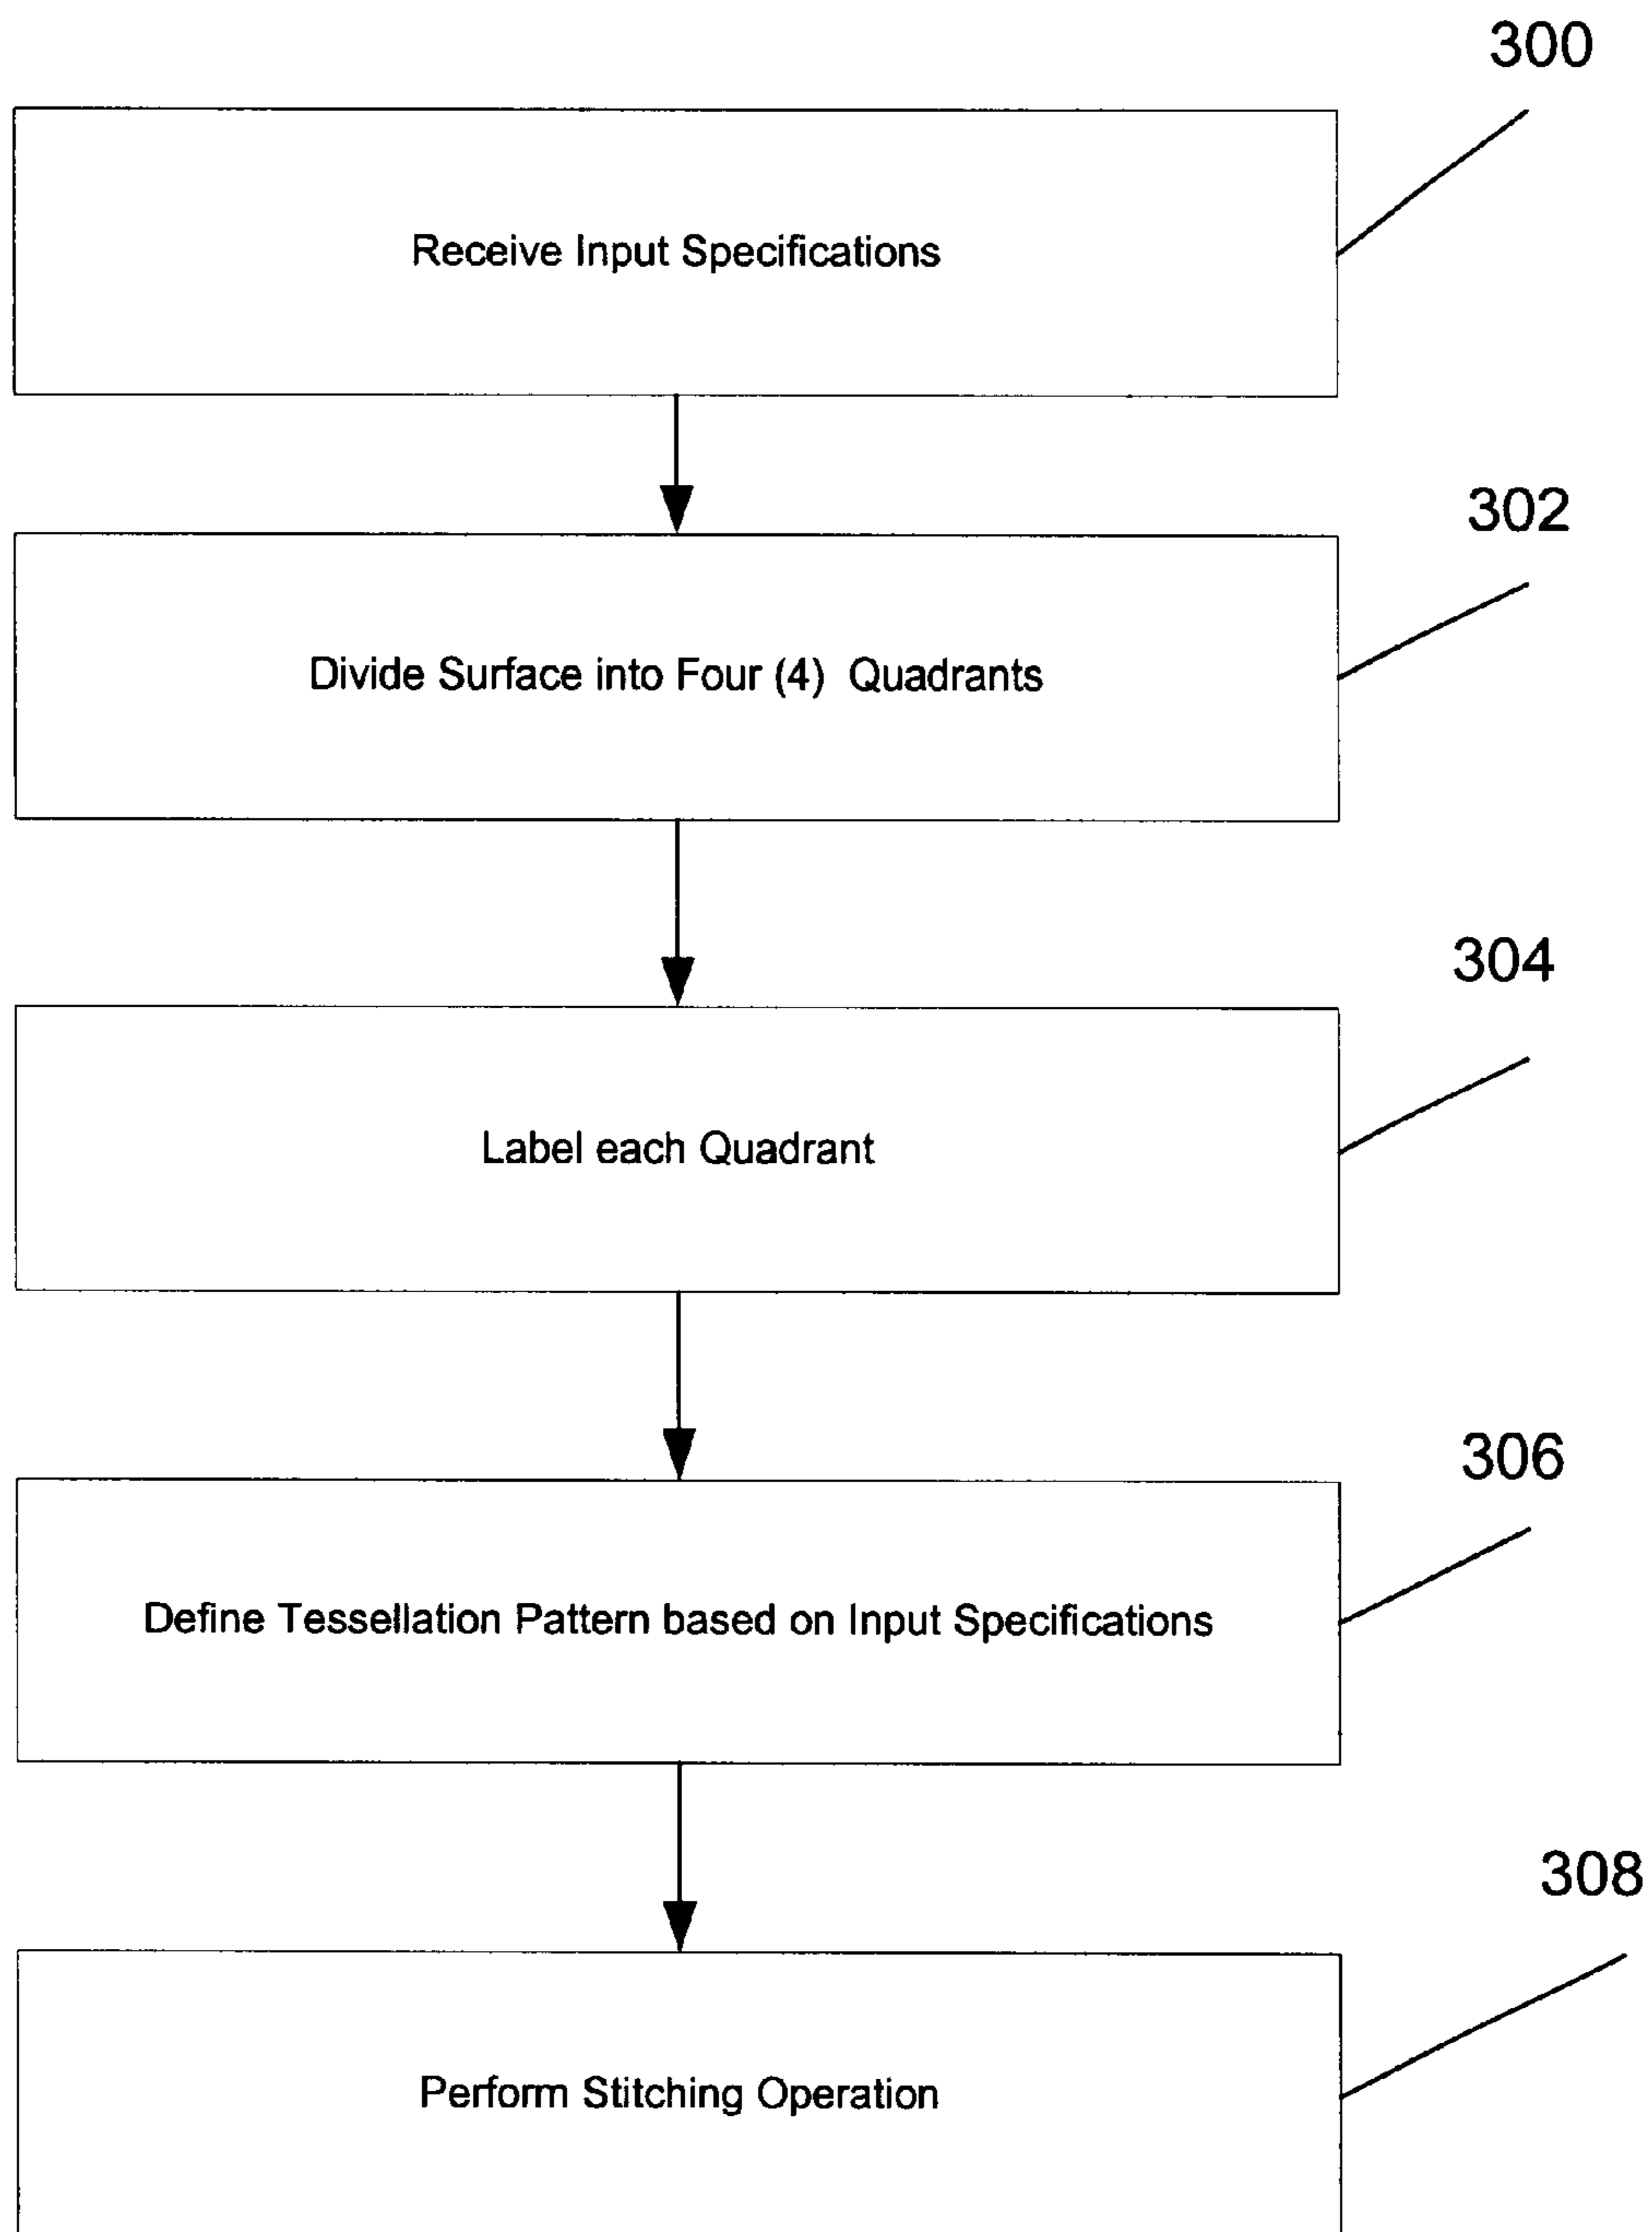 300
Receive Input Specifications
302
Divide Surface into Four (4) Quadrants
304
Label each Quadrant
306
Define Tessellation Pattern based on Input Specifications
308
Perform Stitching Operation